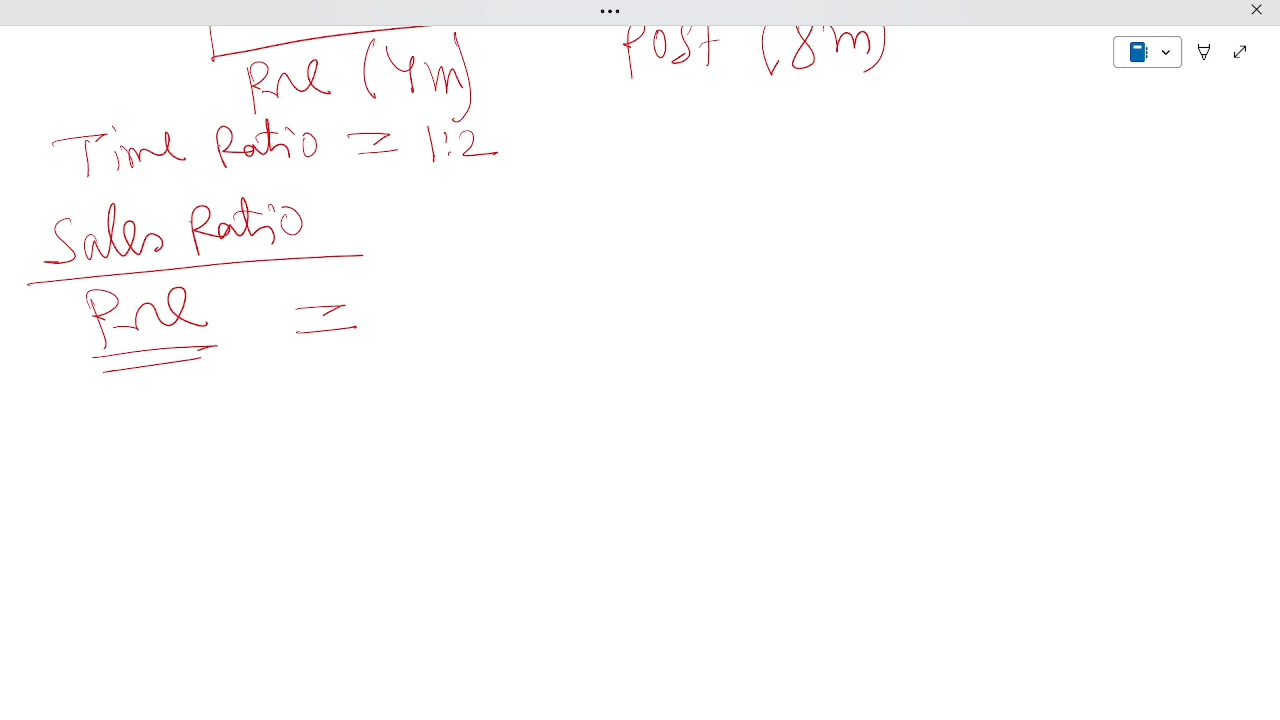 Pre (4m) Post (8m)
Time Ratio = 1:2
Sales Ratio
Pre =